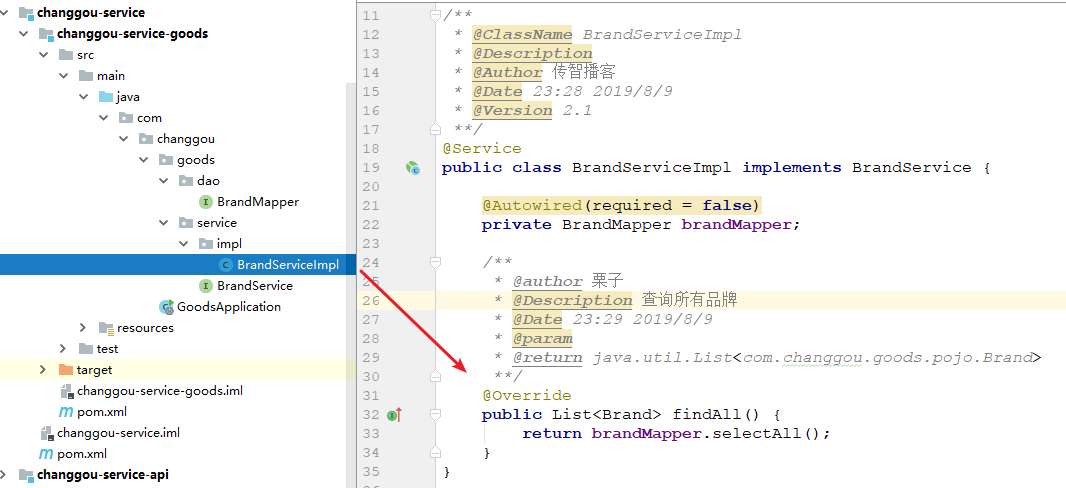 changgou-service
changgou-service-goods
src
main
java
com
changgou
goods
dao
BrandMapper
service
impl
BrandServiceImpl
BrandService
GoodsApplication
resources
test
target
changgou-service-goods.iml
pom.xml
changgou-service.iml
pom.xml
changgou-service-api
11 /**
12 * @ClassName BrandServiceImpl
13 * @Description
14 * @Author 传智播客
15 * @Date 23:28 2019/8/9
16 * @Version 2.1
17 **/
18 @Service
19 public class BrandServiceImpl implements BrandService {
20
21 @Autowired(required = false)
22 private BrandMapper brandMapper;
23
24 /**
25 * @author 栗子
26 * @Description 查询所有品牌
27 * @Date 23:29 2019/8/9
28 * @param
29 * @return java.util.List<com.changgou.goods.pojo.Brand>
30 **/
31 @Override
32 public List<Brand> findAll() {
33 return brandMapper.selectAll();
34 }
35 }
36